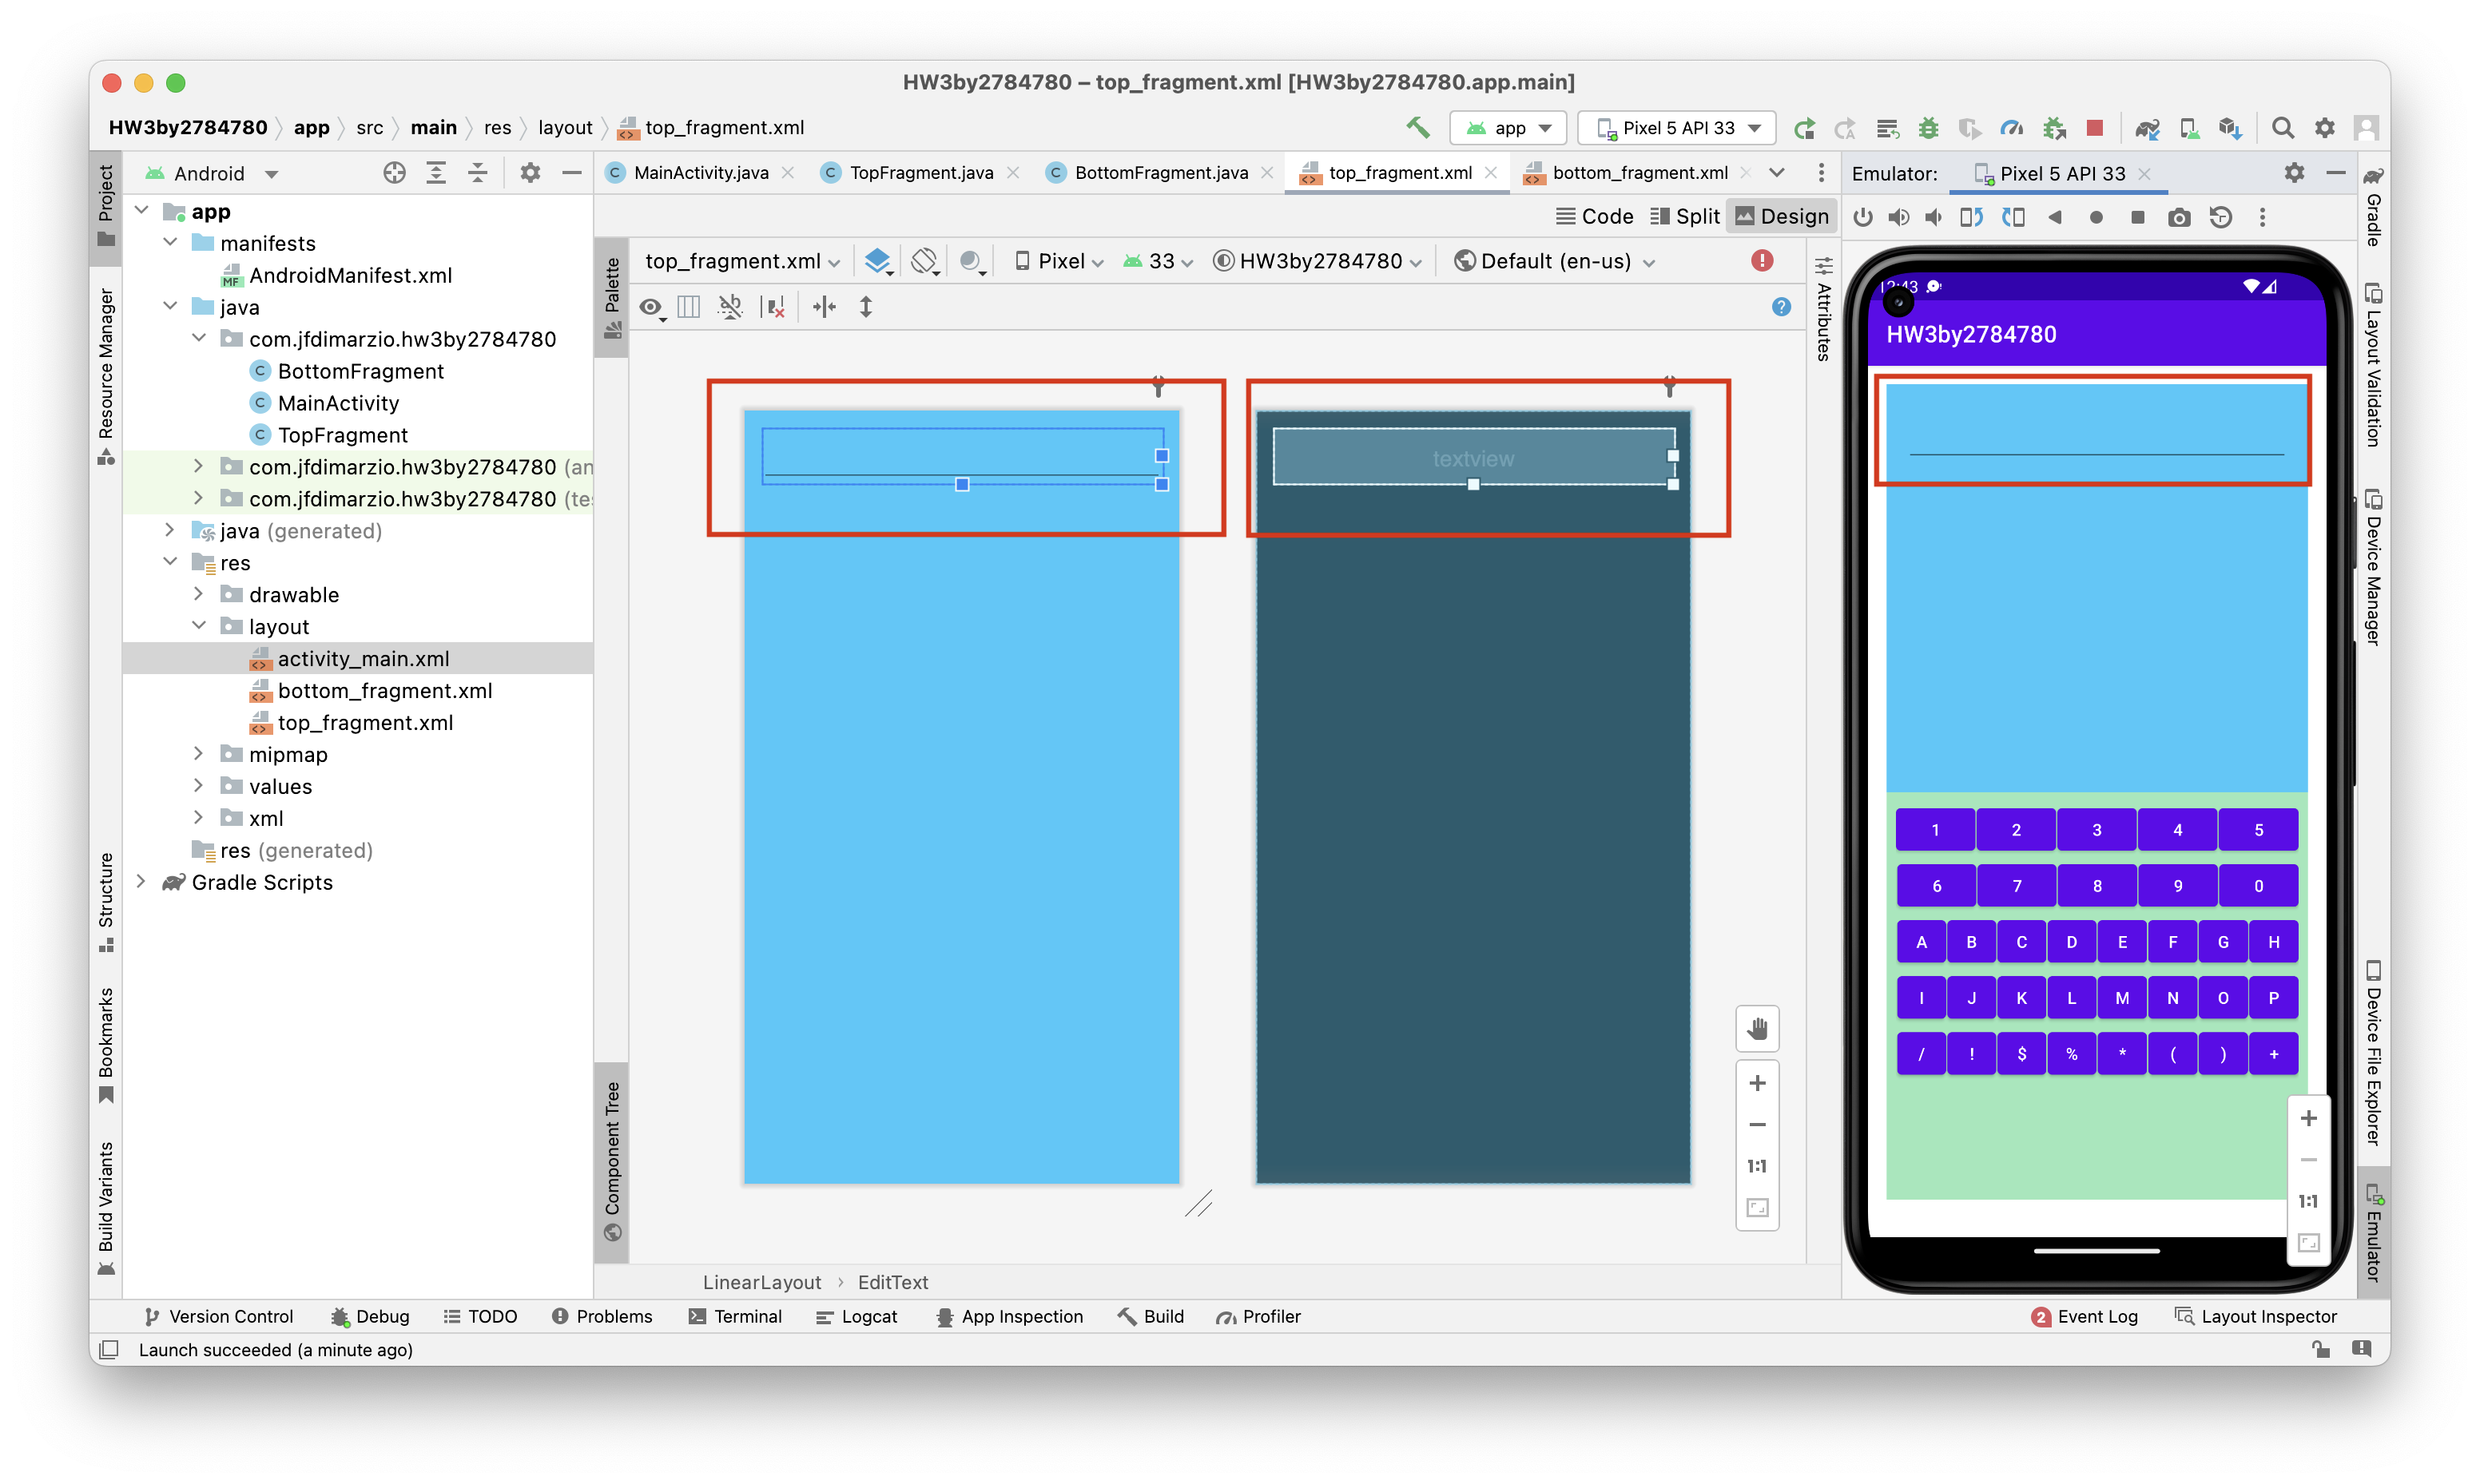 HW3by2784780 – top_fragment.xml [HW3by2784780.app.main]
HW3by2784780 app src main res layout top_fragment.xml
app Pixel 5 API 33
Project
Resource Manager
Structure
Bookmarks
Build Variants
Android
app
manifests
MF AndroidManifest.xml
java
com.jfdimarzio.hw3by2784780
C BottomFragment
C MainActivity
C TopFragment
com.jfdimarzio.hw3by2784780 (an
com.jfdimarzio.hw3by2784780 (te
java (generated)
res
drawable
layout
activity_main.xml
bottom_fragment.xml
top_fragment.xml
mipmap
values
xml
res (generated)
Gradle Scripts
C MainActivity.java C TopFragment.java C BottomFragment.java top_fragment.xml bottom_fragment.xml
Code Split Design
Palette
top_fragment.xml Pixel 33 HW3by2784780 Default (en-us)
Attributes
textview
1:1
Component Tree
LinearLayout › EditText
Emulator: Pixel 5 API 33
12:43
HW3by2784780
1 2 3 4 5
6 7 8 9 0
A B C D E F G H
I J K L M N O P
/ ! $ % * ( ) +
1:1
Gradle
Layout Validation
Device Manager
Device File Explorer
Emulator
Version Control Debug TODO Problems Terminal Logcat App Inspection Build Profiler 2 Event Log Layout Inspector
Launch succeeded (a minute ago)